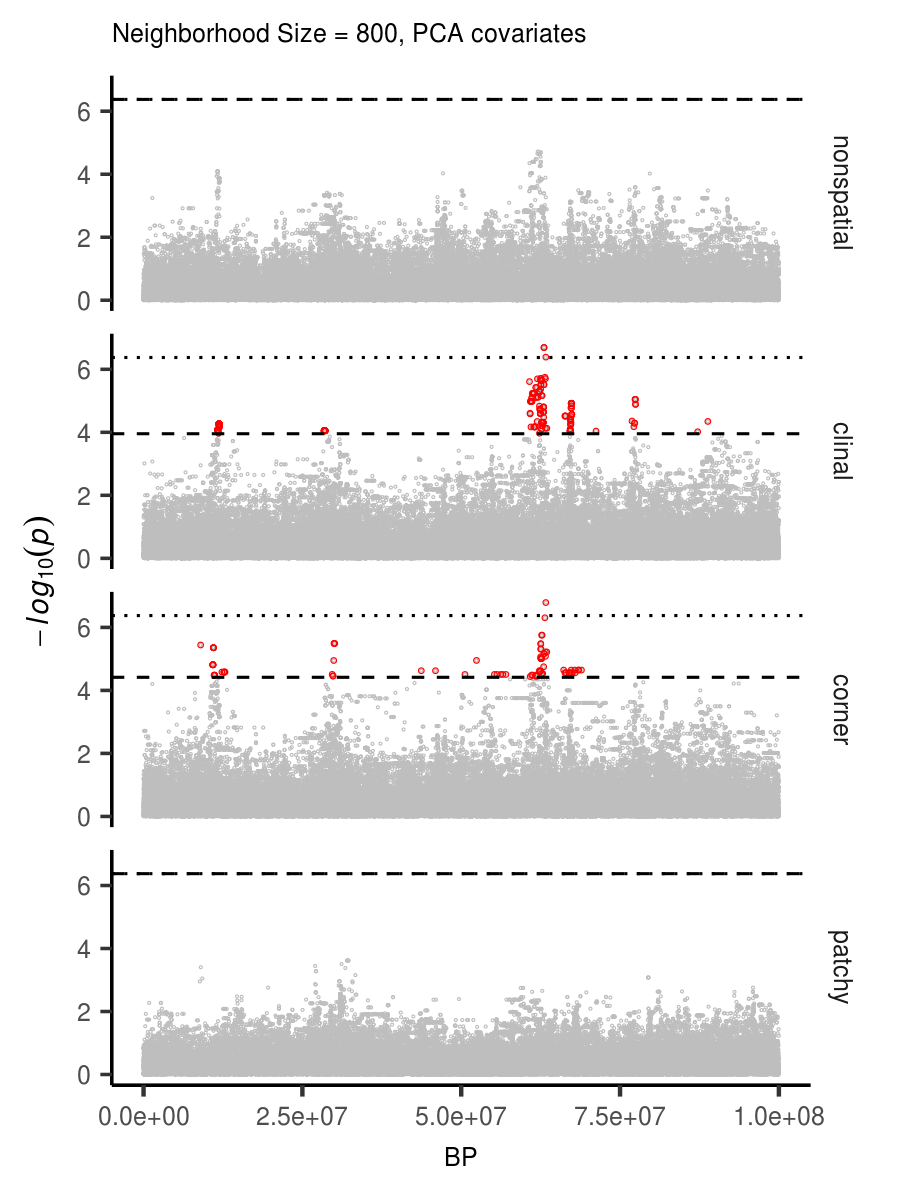 Neighborhood Size = 800, PCA covariates
6
4
2
0
nonspatial
6
4
2
0
clinal
−log10(p)
6
4
2
0
corner
6
4
2
0
patchy
0.0e+00 2.5e+07 5.0e+07 7.5e+07 1.0e+08
BP